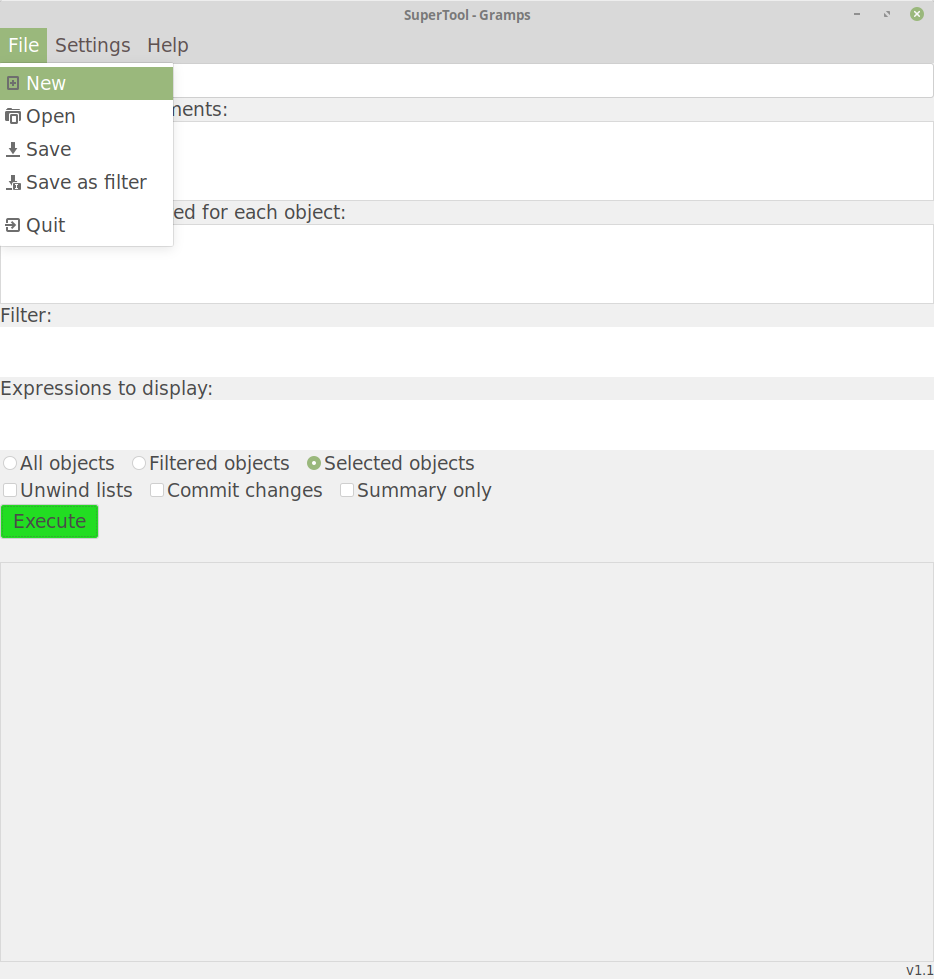 SuperTool - Gramps
File Settings Help
New
Open
Save
Save as filter
Quit
ments:
ed for each object:
Filter:
Expressions to display:
All objects Filtered objects Selected objects
Unwind lists Commit changes Summary only
Execute
v1.1